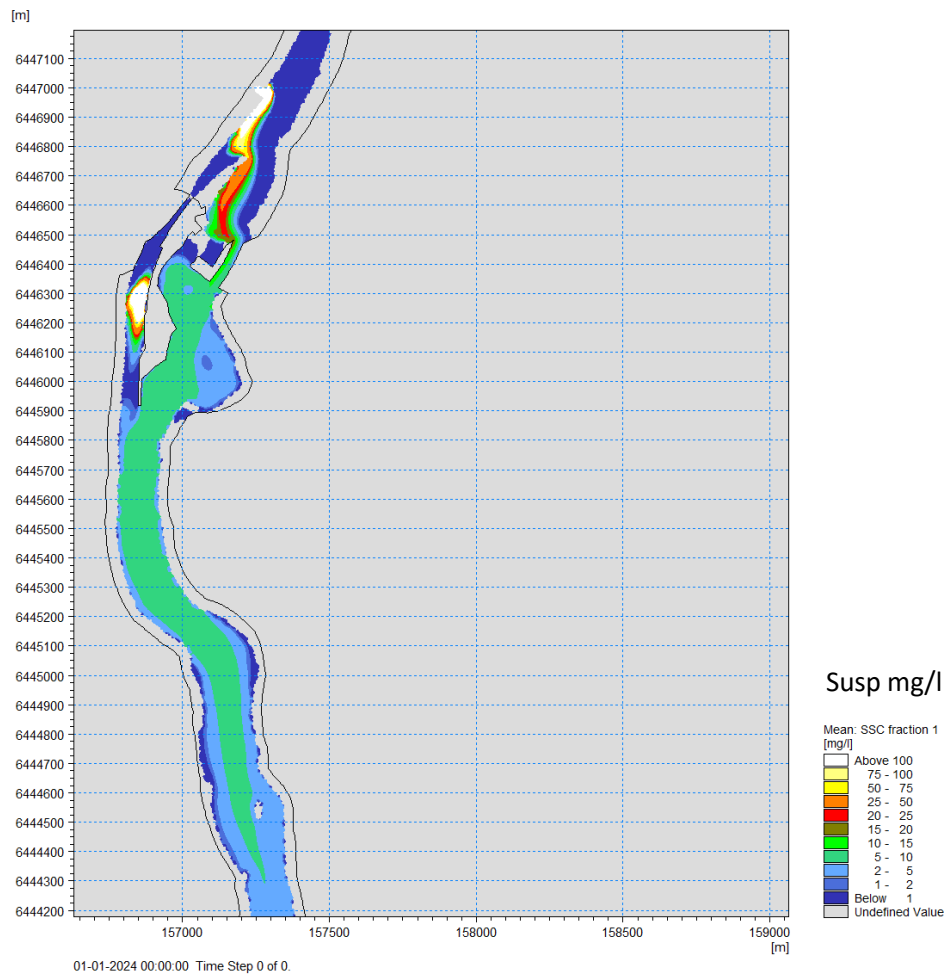 [m]
6447100
6447000
6446900
6446800
6446700
6446600
6446500
6446400
6446300
6446200
6446100
6446000
6445900
6445800
6445700
6445600
6445500
6445400
6445300
6445200
6445100
6445000
6444900
6444800
6444700
6444600
6444500
6444400
6444300
6444200
157000 157500 158000 158500 159000
[m]
01-01-2024 00:00:00 Time Step 0 of 0.
Susp mg/l
Mean: SSC fraction 1
[mg/l]
Above 100
75 - 100
50 - 75
25 - 50
20 - 25
15 - 20
10 - 15
5 - 10
2 - 5
1 - 2
Below 1
Undefined Value